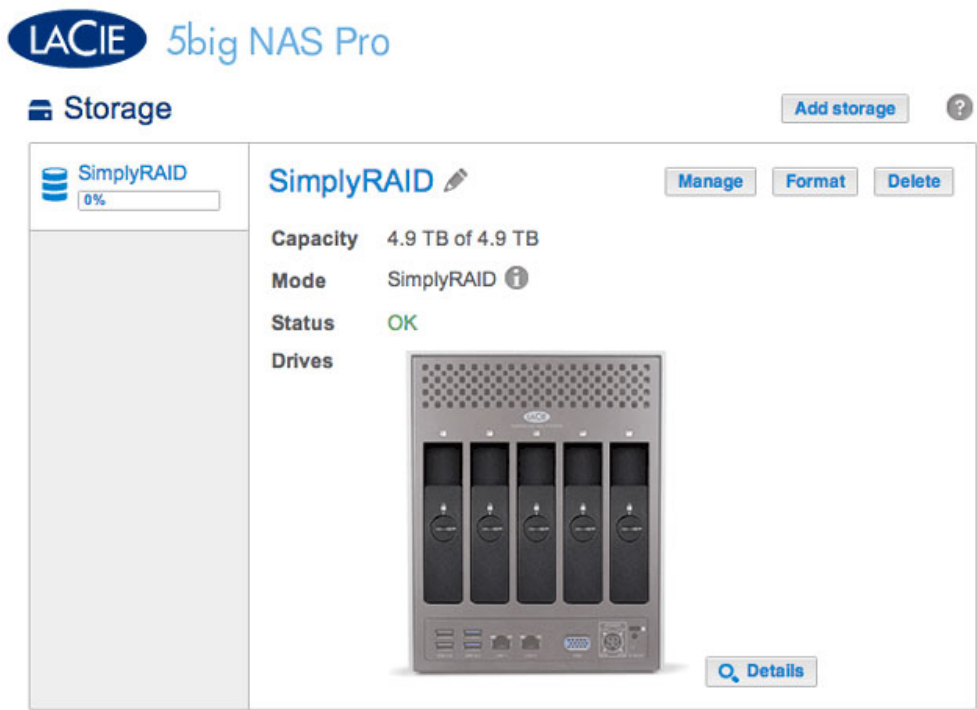 LACIE 5big NAS Pro
Storage
Add storage
?
SimplyRAID
0%
SimplyRAID
Manage
Format
Delete
Capacity 4.9 TB of 4.9 TB
Mode SimplyRAID i
Status OK
Drives
LACIE
Details